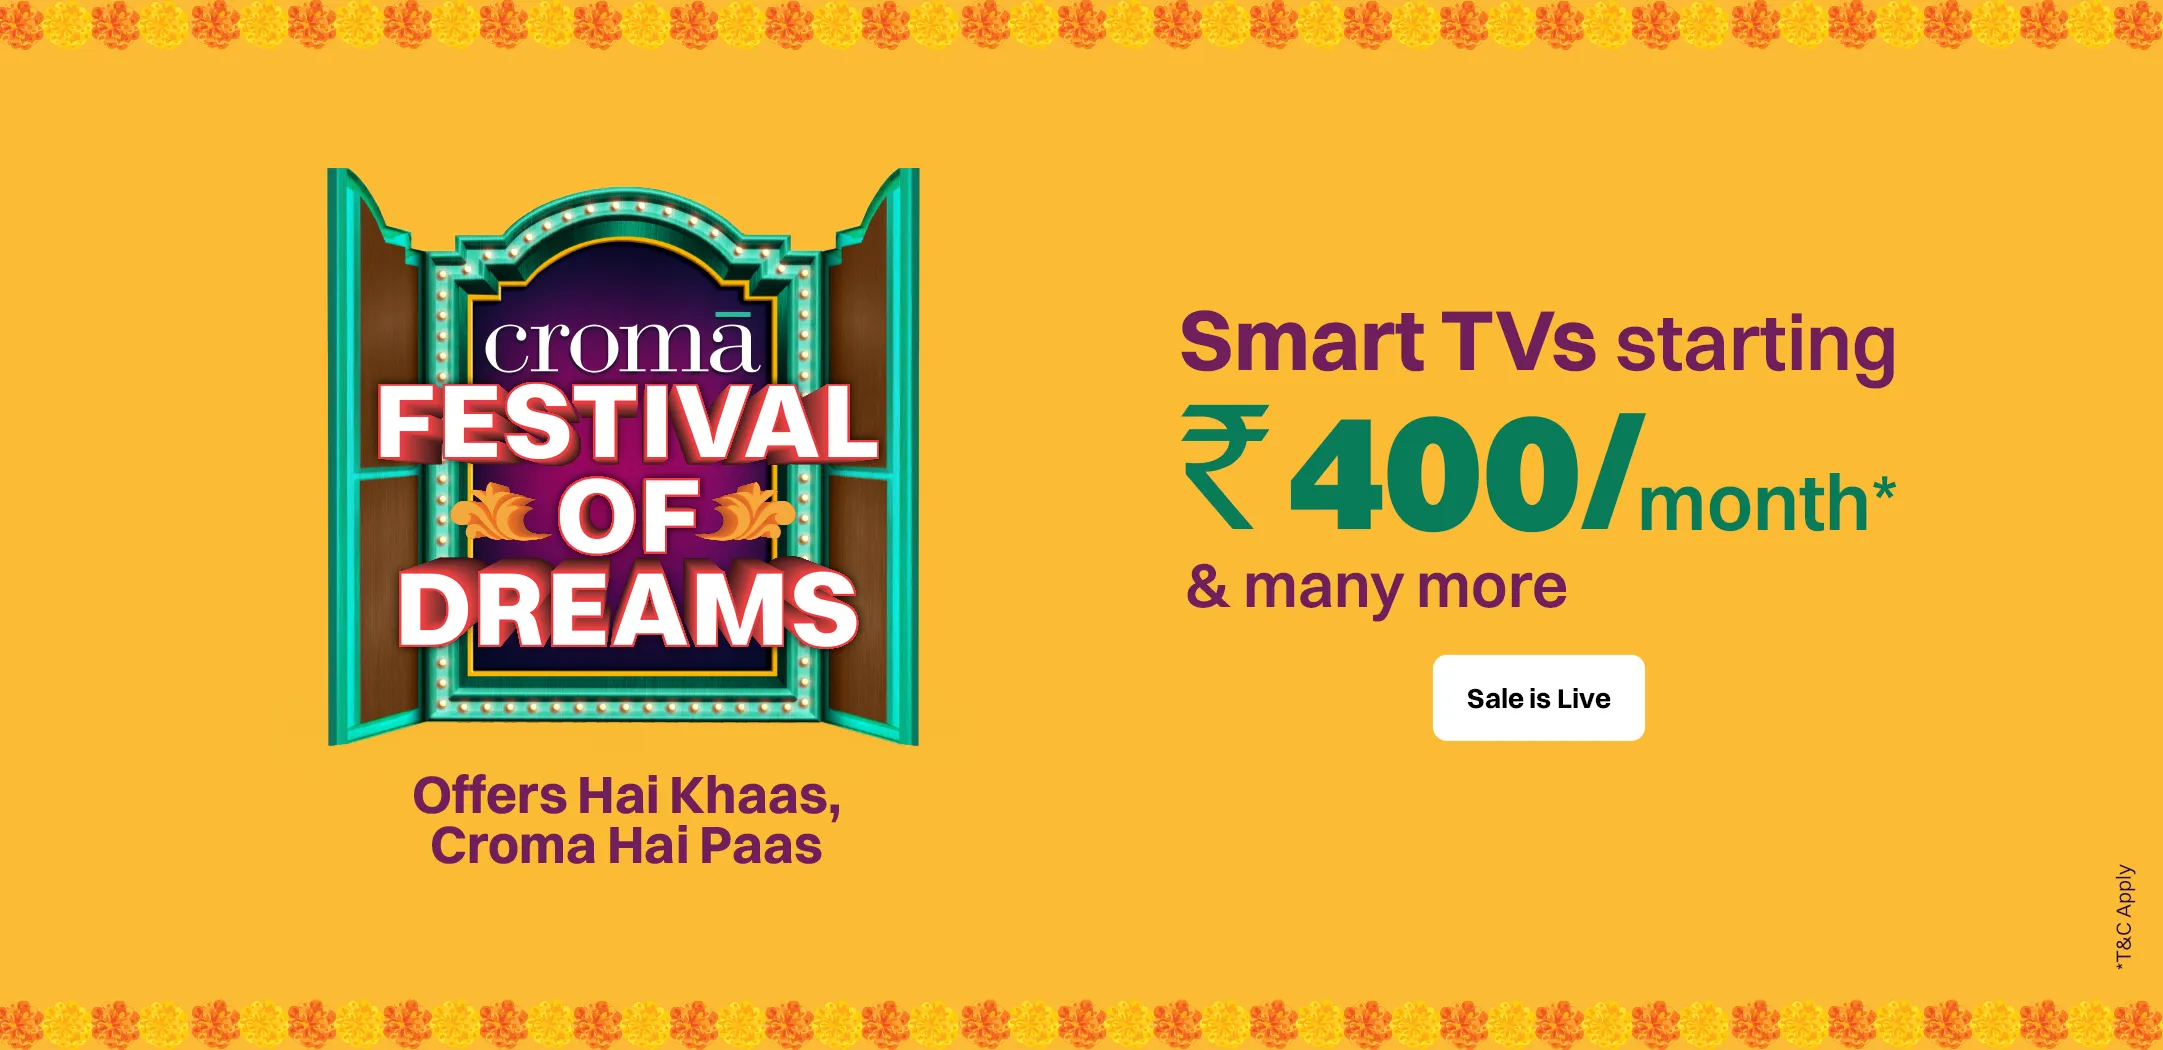 cromā
FESTIVAL
OF
DREAMS
Offers Hai Khaas,
Croma Hai Paas
Smart TVs starting
₹400/month*
& many more
Sale is Live
*T&C Apply